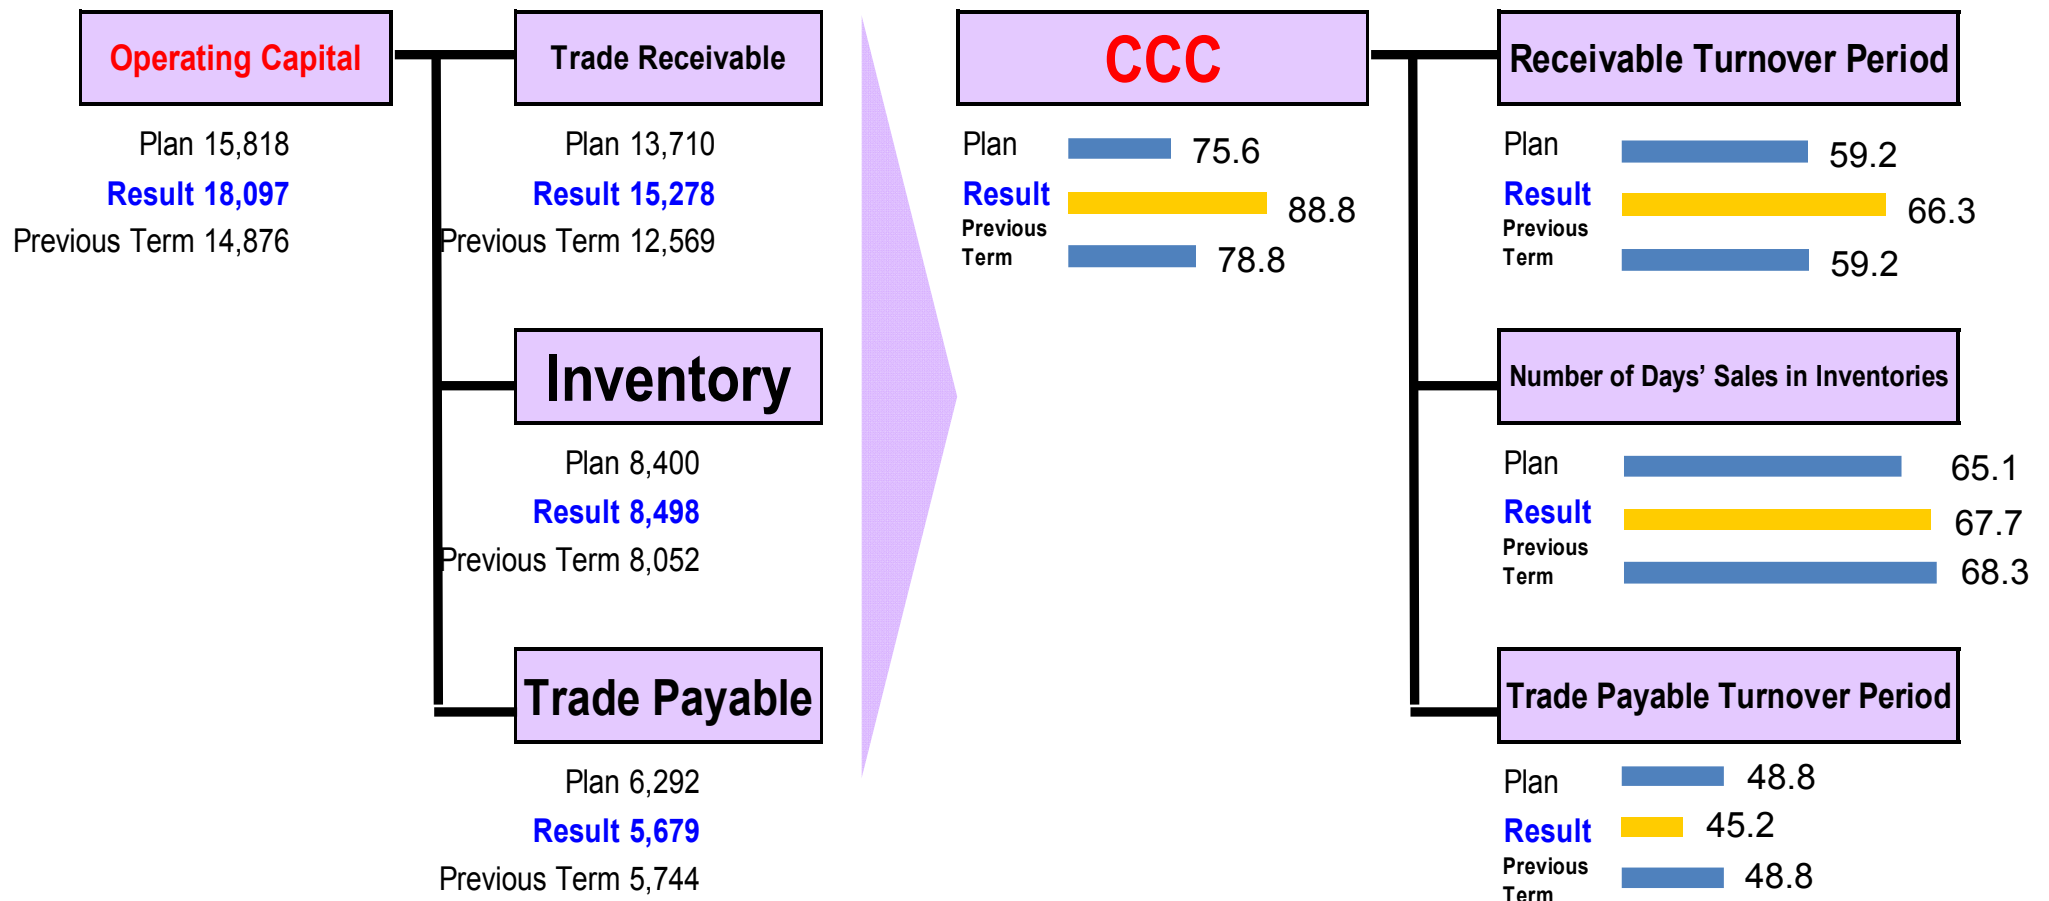 Operating Capital
Plan 15,818
Result 18,097
Previous Term 14,876
Trade Receivable
Plan 13,710
Result 15,278
Previous Term 12,569
Inventory
Plan 8,400
Result 8,498
Previous Term 8,052
Trade Payable
Plan 6,292
Result 5,679
Previous Term 5,744
CCC
Plan 75.6
Result 88.8
Previous
Term 78.8
Receivable Turnover Period
Plan 59.2
Result 66.3
Previous
Term 59.2
Number of Days’ Sales in Inventories
Plan 65.1
Result 67.7
Previous
Term 68.3
Trade Payable Turnover Period
Plan 48.8
Result 45.2
Previous
Term 48.8